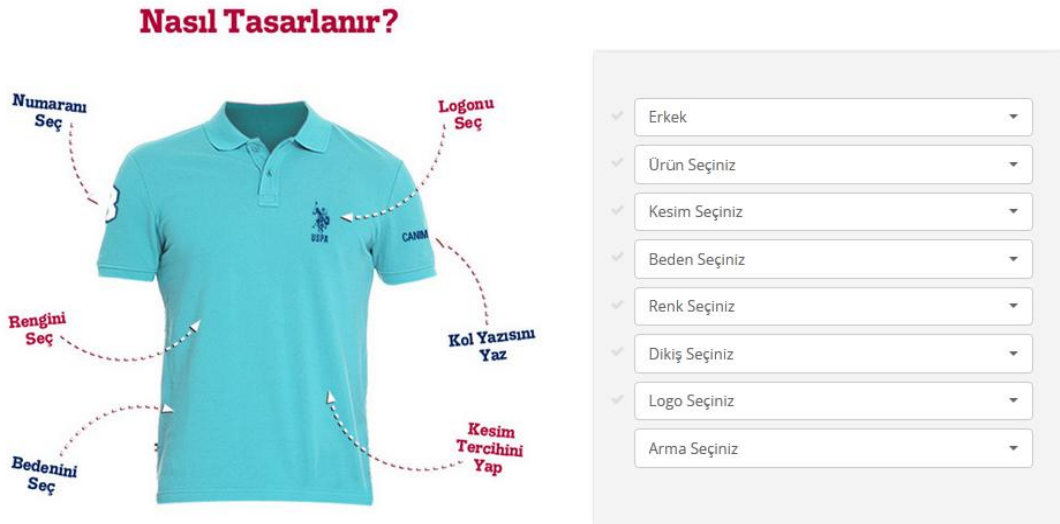 Nasıl Tasarlanır?
Numaranı
Seç
Logonu
Seç
8
USPA
CANIM
Rengini
Seç
Kol Yazısını
Yaz
Bedenini
Seç
Kesim
Tercihini
Yap
Erkek
Ürün Seçiniz
Kesim Seçiniz
Beden Seçiniz
Renk Seçiniz
Dikiş Seçiniz
Logo Seçiniz
Arma Seçiniz